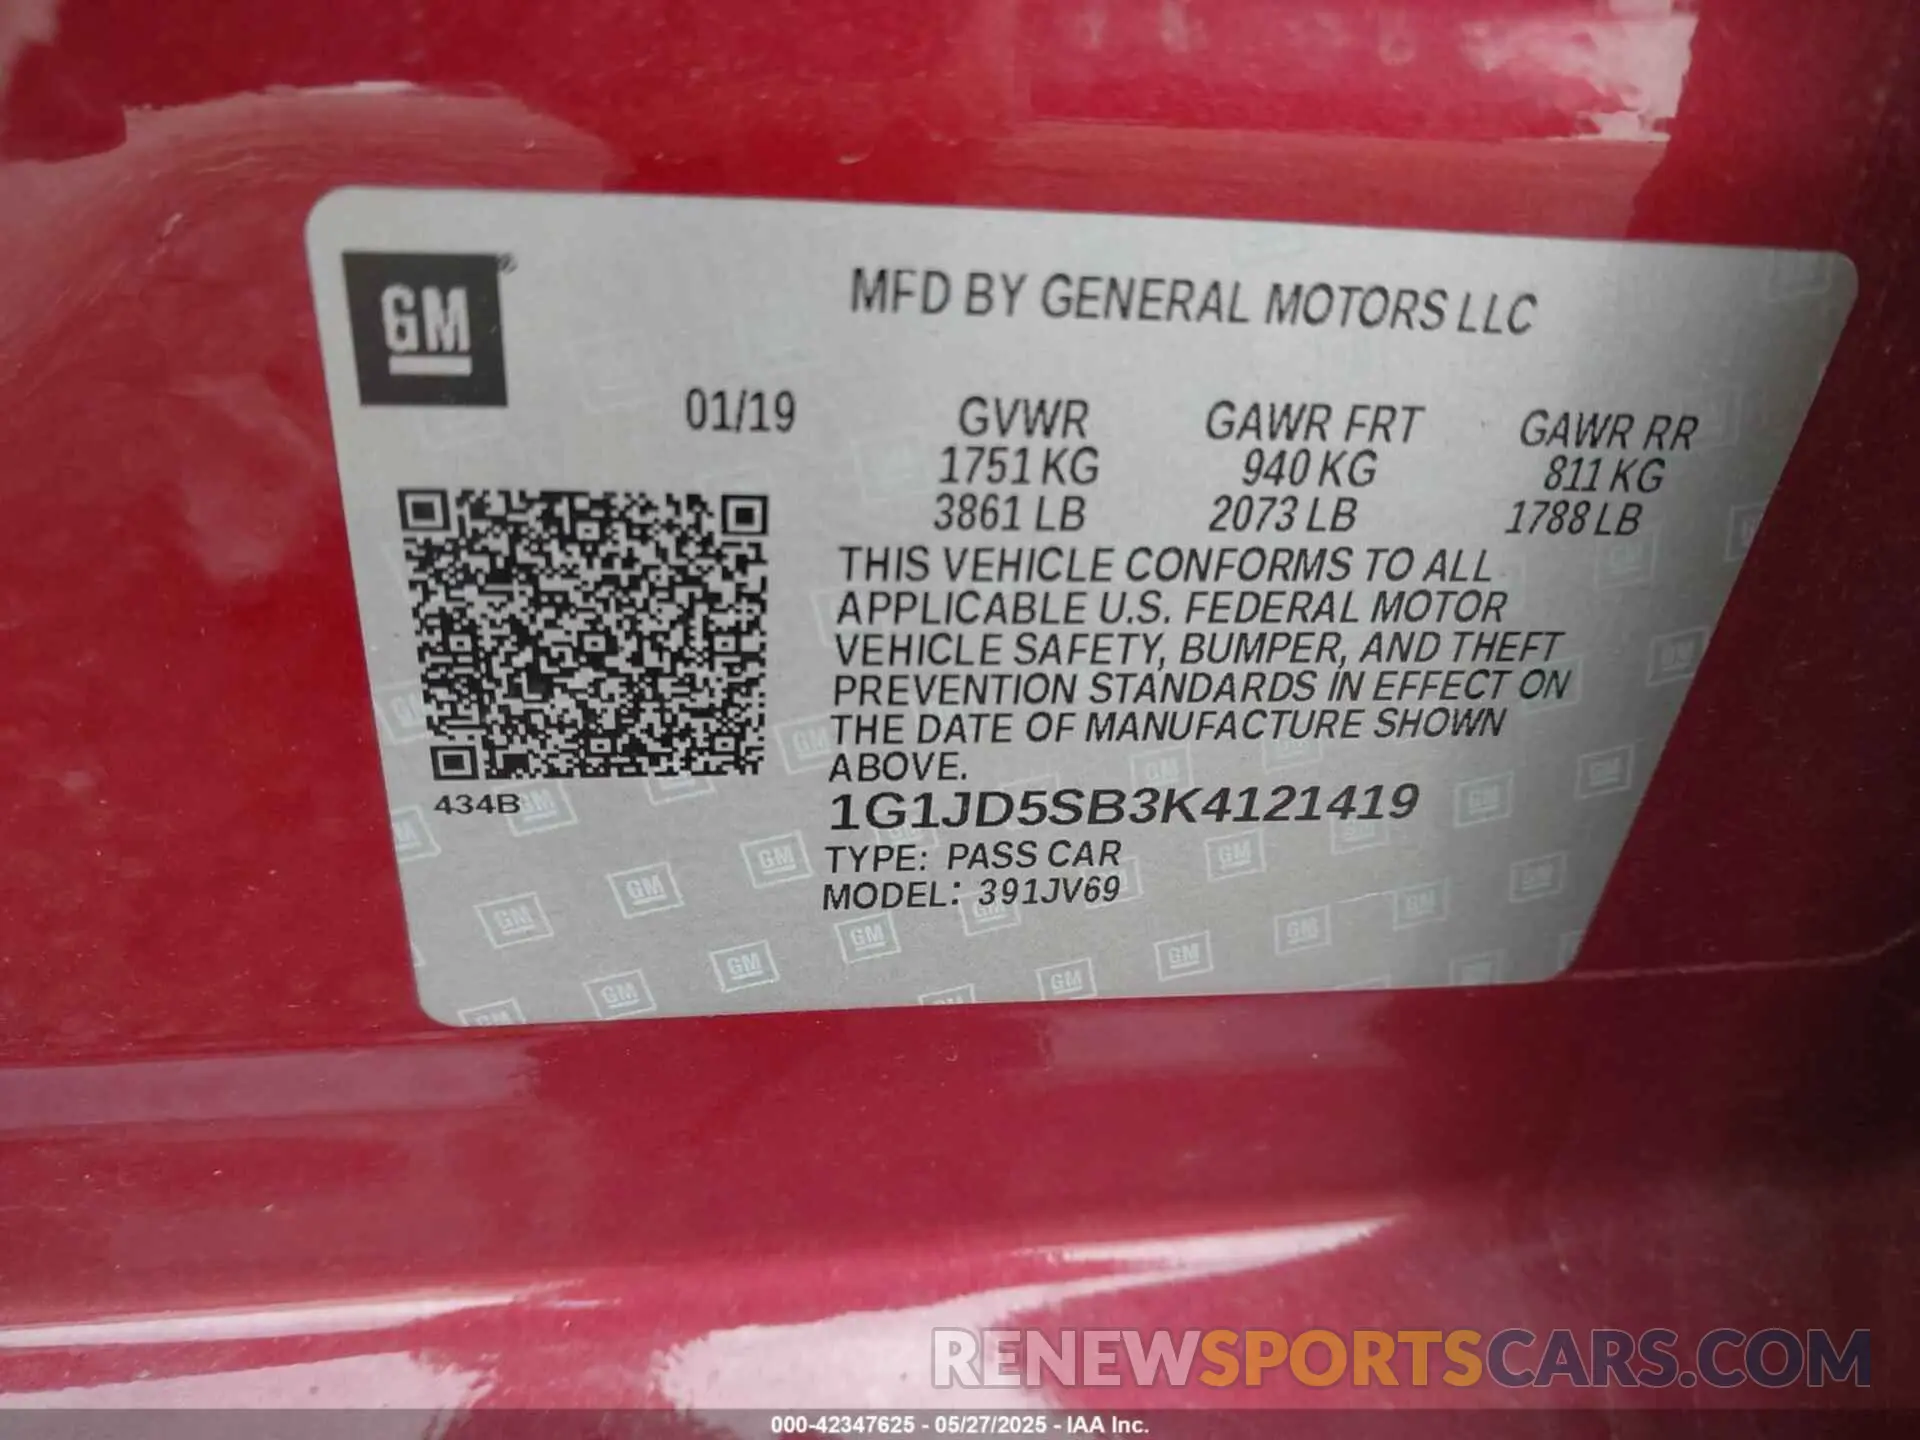 GM®
MFD BY GENERAL MOTORS LLC
01/19 GVWR GAWR FRT GAWR RR
1751 KG 940 KG 811 KG
3861 LB 2073 LB 1788 LB
THIS VEHICLE CONFORMS TO ALL
APPLICABLE U.S. FEDERAL MOTOR
VEHICLE SAFETY, BUMPER, AND THEFT
PREVENTION STANDARDS IN EFFECT ON
THE DATE OF MANUFACTURE SHOWN
ABOVE.
434B
1G1JD5SB3K4121419
TYPE: PASS CAR
MODEL: 391JV69
RENEWSPORTSCARS.COM
000-42347625 - 05/27/2025 - IAA Inc.